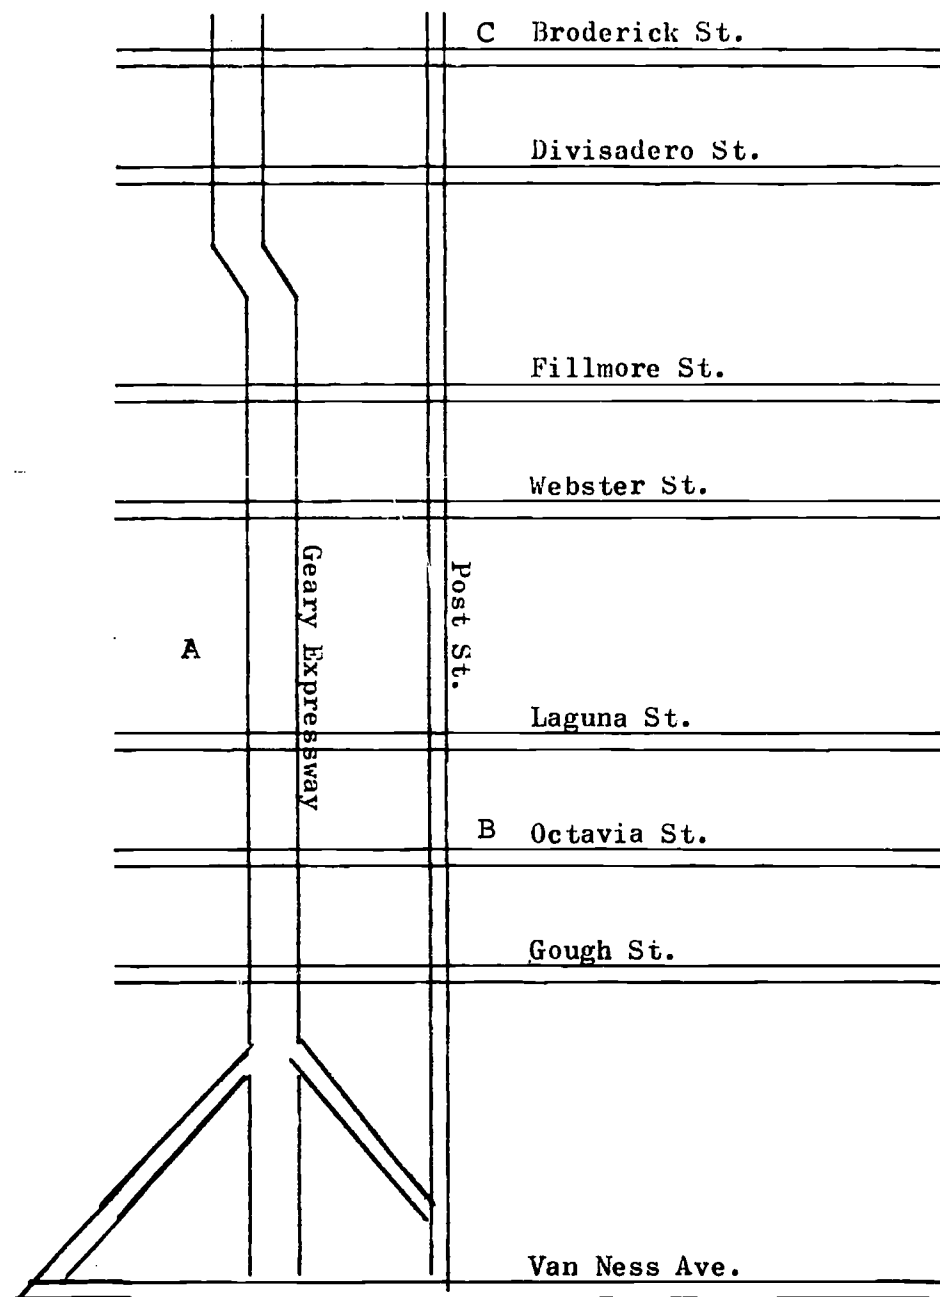 C Broderick St.
Divisadero St.
Fillmore St.
Webster St.
Geary Expressway
Post St.
A
Laguna St.
B Octavia St.
Gough St.
Van Ness Ave.